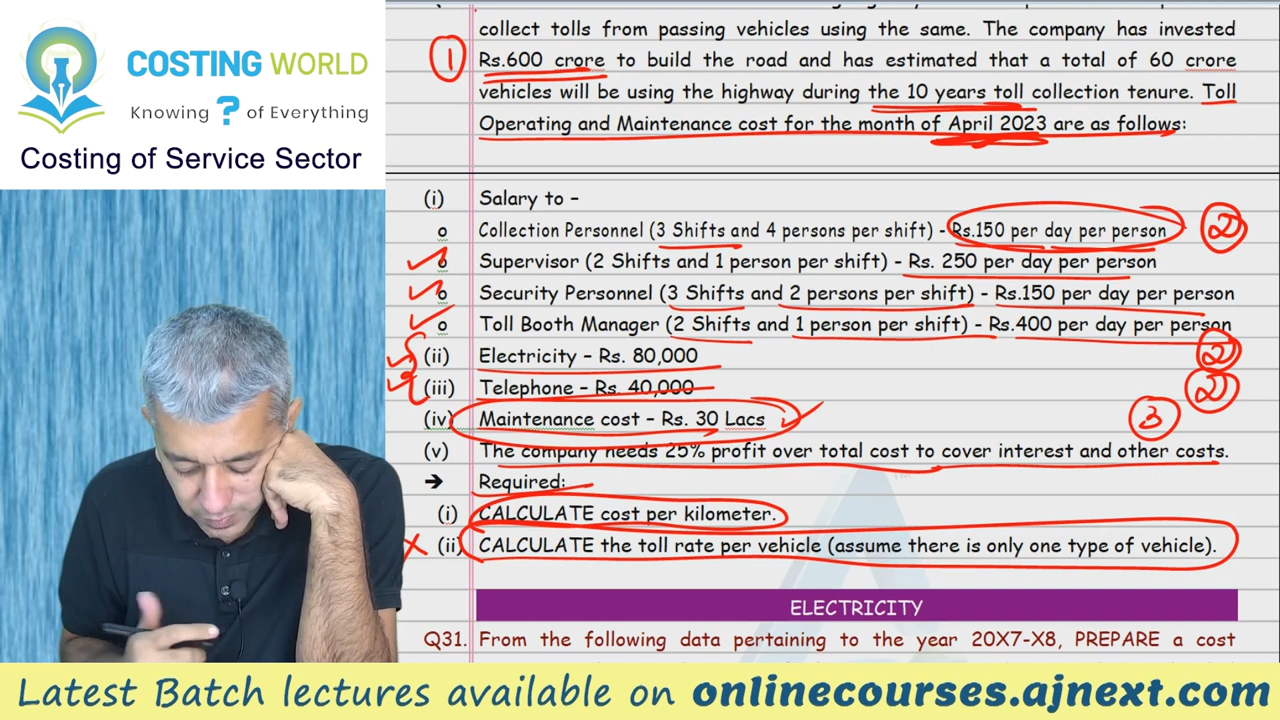 COSTING WORLD
Knowing ? of Everything
Costing of Service Sector
collect tolls from passing vehicles using the same. The company has invested
1 Rs.600 crore to build the road and has estimated that a total of 60 crore
vehicles will be using the highway during the 10 years toll collection tenure. Toll
Operating and Maintenance cost for the month of April 2023 are as follows:
(i) Salary to –
o Collection Personnel (3 Shifts and 4 persons per shift) - Rs.150 per day per person 2
o Supervisor (2 Shifts and 1 person per shift) - Rs. 250 per day per person
o Security Personnel (3 Shifts and 2 persons per shift) - Rs.150 per day per person
o Toll Booth Manager (2 Shifts and 1 person per shift) - Rs.400 per day per person
(ii) Electricity – Rs. 80,000 2
(iii) Telephone – Rs. 40,000 2
(iv) Maintenance cost – Rs. 30 Lacs 3
(v) The company needs 25% profit over total cost to cover interest and other costs.
➔ Required:
(i) CALCULATE cost per kilometer.
(ii) CALCULATE the toll rate per vehicle (assume there is only one type of vehicle).
ELECTRICITY
Q31. From the following data pertaining to the year 20X7-X8, PREPARE a cost
Latest Batch lectures available on onlinecourses.ajnext.com